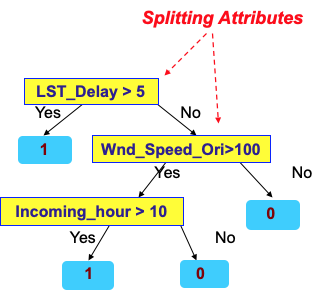 Splitting Attributes
LST_Delay > 5
Yes
No
1
Wnd_Speed_Ori>100
Yes
No
Incoming_hour > 10
0
Yes
No
1
0